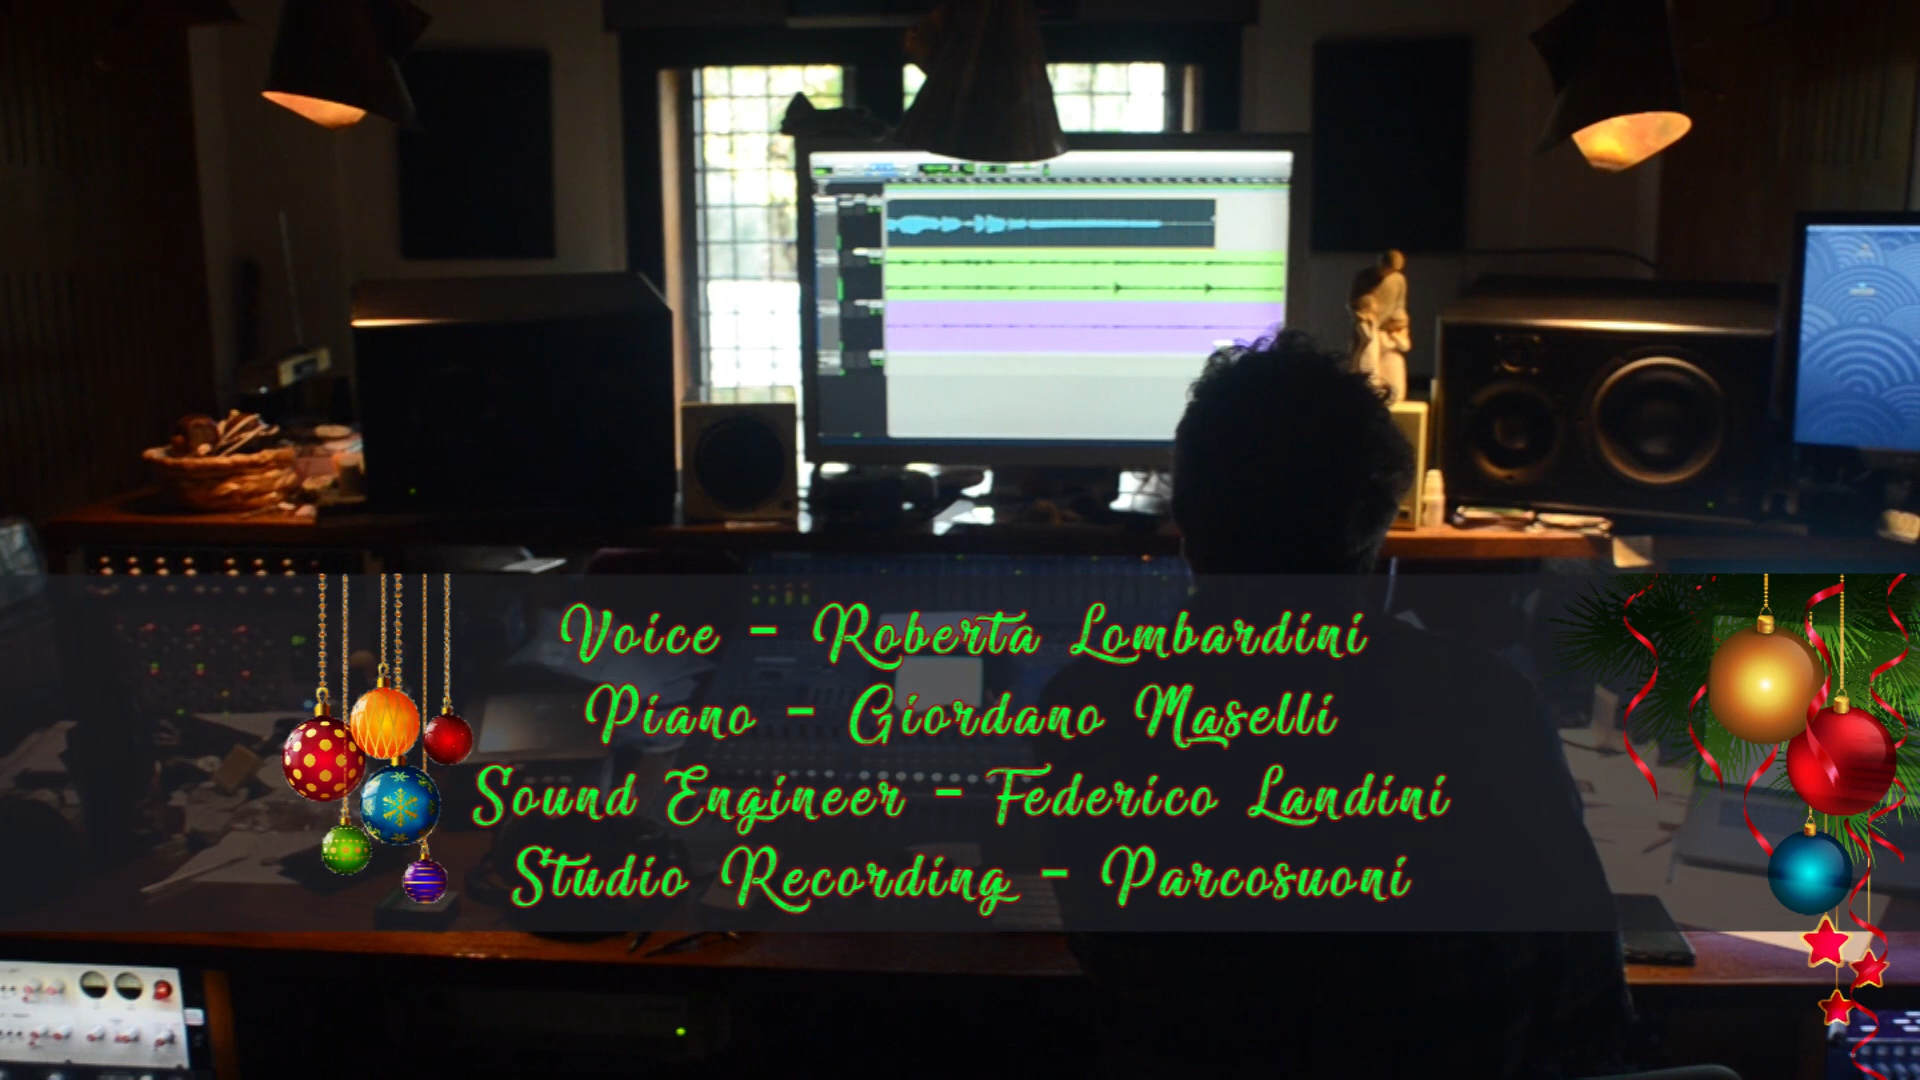 Voice - Roberta Lombardini
Piano - Giordano Maselli
Sound Engineer - Federico Landini
Studio Recording - Parcosuoni